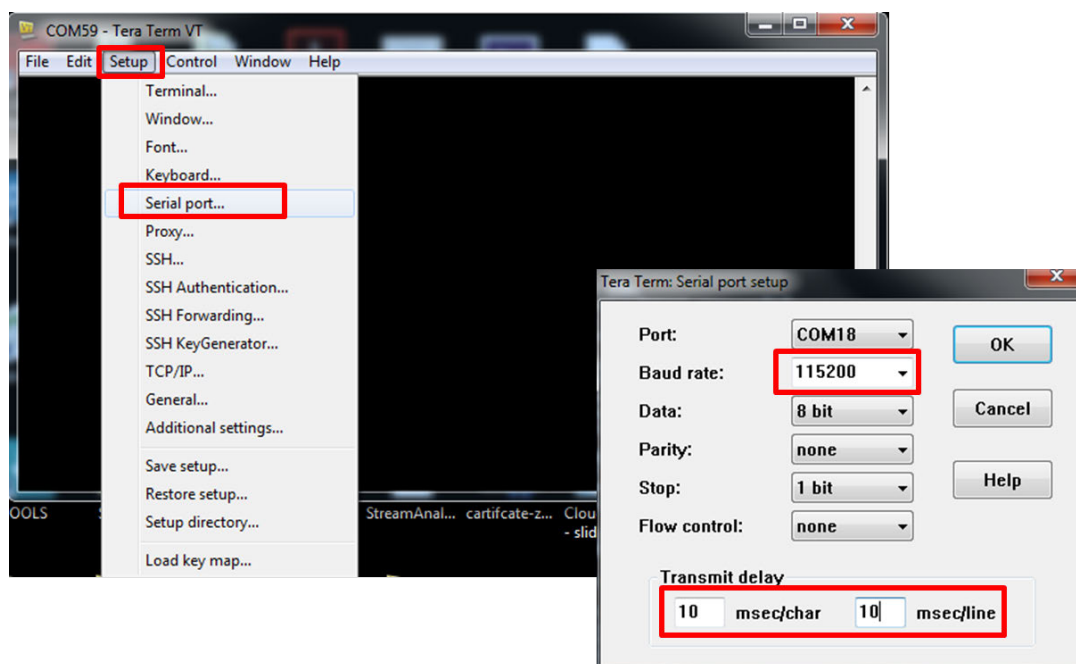 COM59 - Tera Term VT
File Edit Setup Control Window Help
Terminal...
Window...
Font...
Keyboard...
Serial port...
Proxy...
SSH...
SSH Authentication...
SSH Forwarding...
SSH KeyGenerator...
TCP/IP...
General...
Additional settings...
Save setup...
Restore setup...
Setup directory...
Load key map...
OOLS
StreamAnal... cartifcate-z... Clou
- slid
Tera Term: Serial port setup
Port: COM18 OK
Baud rate: 115200
Data: 8 bit Cancel
Parity: none
Stop: 1 bit Help
Flow control: none
Transmit delay
10 msec/char 10 msec/line